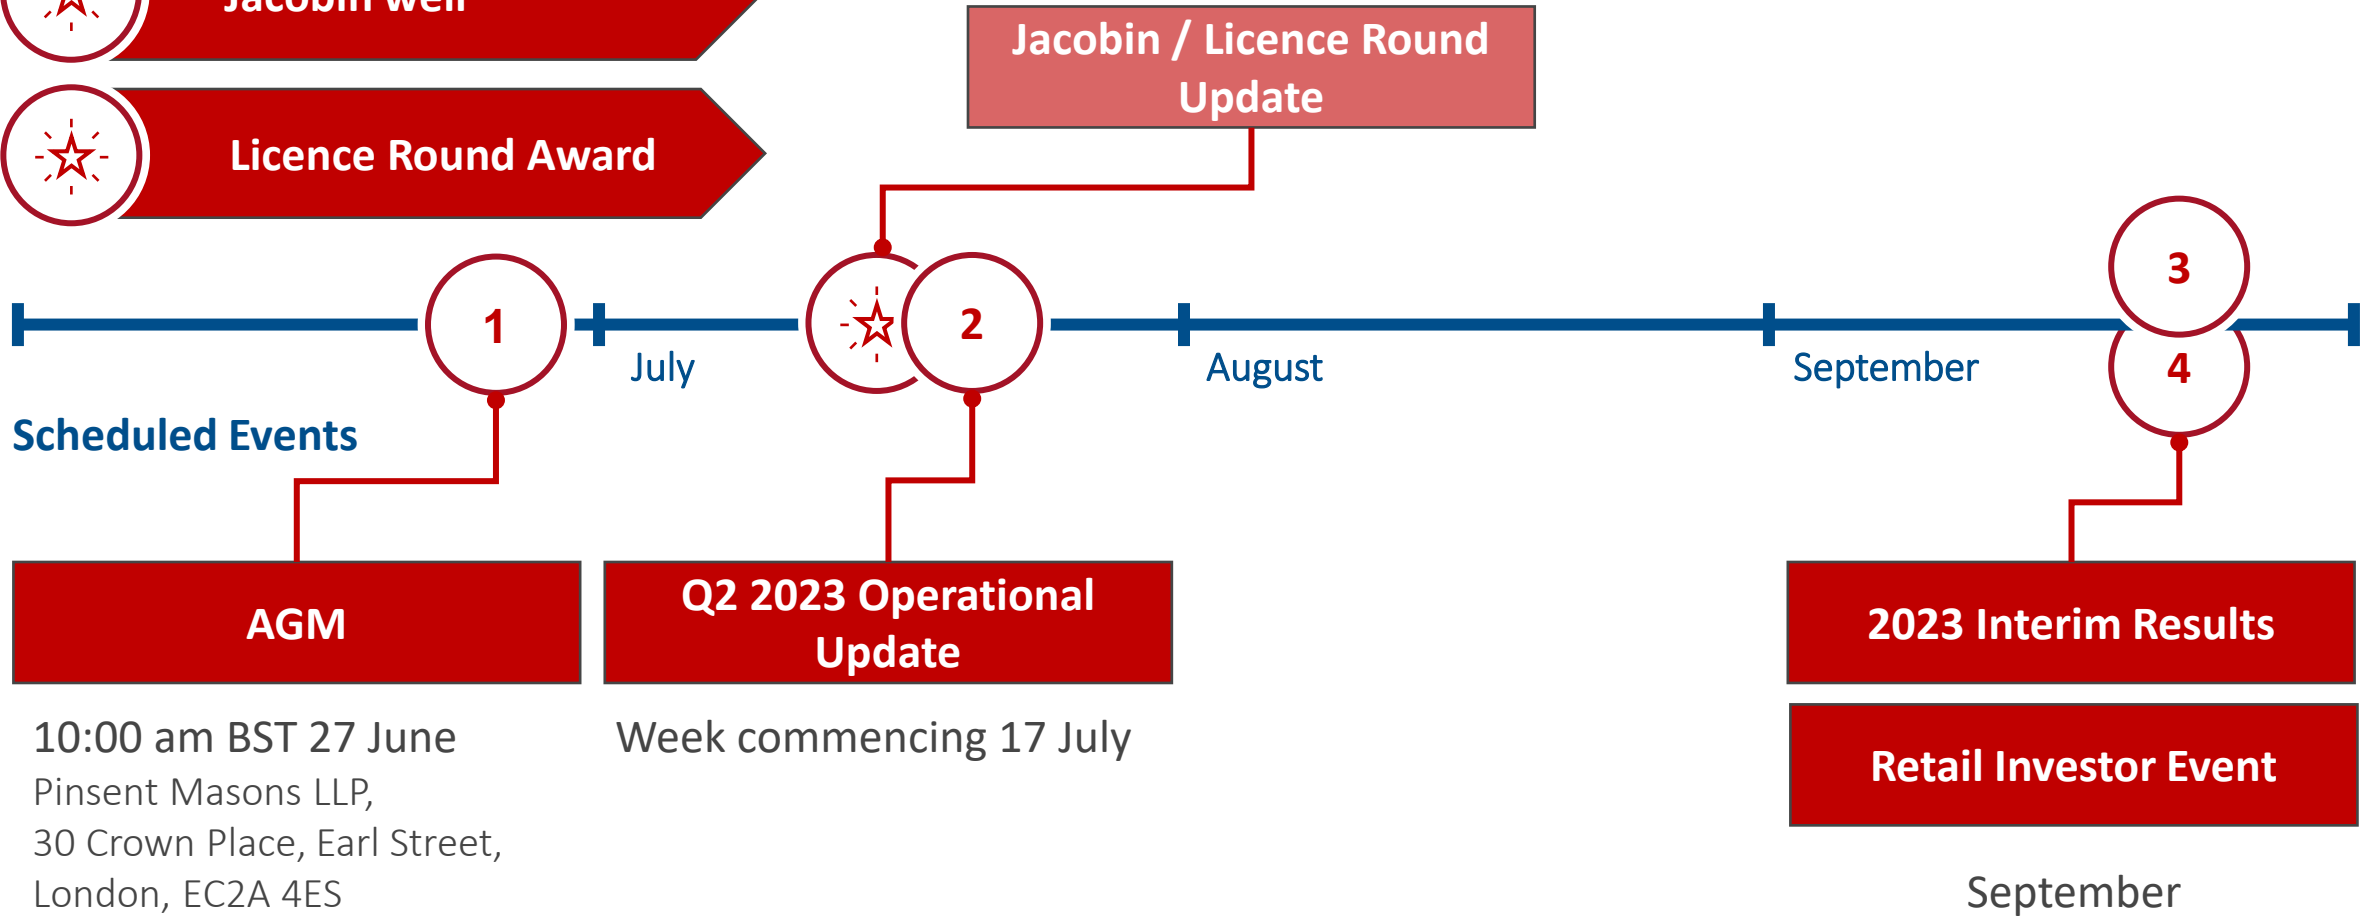 Jacobin well
Licence Round Award
Jacobin / Licence Round
Update
1
2
3
4
July
August
September
Scheduled Events
AGM
10:00 am BST 27 June
Pinsent Masons LLP,
30 Crown Place, Earl Street,
London, EC2A 4ES
Q2 2023 Operational
Update
Week commencing 17 July
2023 Interim Results
Retail Investor Event
September